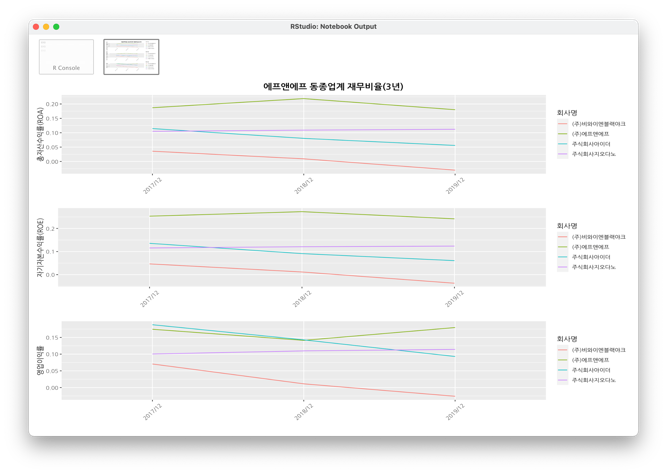 RStudio: Notebook Output
R Console
에프앤에프 동종업계 재무비율(3년)
총자산수익률(ROA)
0.20
0.15
0.10
0.05
0.00
2017/12
2018/12
2019/12
회사명
(주)비와이엔블랙야크
(주)에프앤에프
주식회사아이더
주식회사지오다노
자기자본수익률(ROE)
0.2
0.1
0.0
2017/12
2018/12
2019/12
회사명
(주)비와이엔블랙야크
(주)에프앤에프
주식회사아이더
주식회사지오다노
영업이익률
0.15
0.10
0.05
0.00
2017/12
2018/12
2019/12
회사명
(주)비와이엔블랙야크
(주)에프앤에프
주식회사아이더
주식회사지오다노